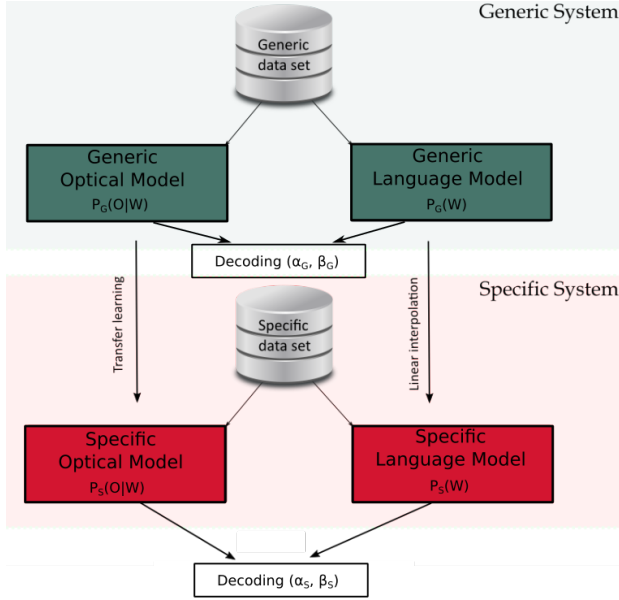 Generic System
Generic
data set
Generic
Optical Model
P_G(O|W)
Generic
Language Model
P_G(W)
Decoding (α_G, β_G)
Transfer learning
Linear interpolation
Specific System
Specific
data set
Specific
Optical Model
P_S(O|W)
Specific
Language Model
P_S(W)
Decoding (α_S, β_S)